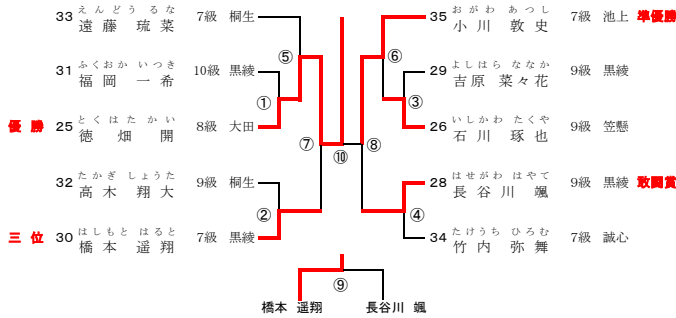 えんどう るな
33 遠藤 琉菜 7級 桐生
ふくおか いつき
31 福岡 一希 10級 黒綾
とくはた かい
優勝 25 徳畑 開 8級 大田
たかぎ しょうた
32 高木 翔大 9級 桐生
はしもと はると
三位 30 橋本 遥翔 7級 黒綾
① ② ⑤ ⑦ ⑩
おがわ あつし
35 小川 敦史 7級 池上 準優勝
よしはら ななか
29 吉原 菜々花 9級 黒綾
いしかわ たくや
26 石川 琢也 9級 笠懸
はせがわ はやて
28 長谷川 颯 9級 黒綾 敢闘賞
たけうち ひろむ
34 竹内 弥舞 7級 誠心
⑥ ③ ⑧ ④
⑨
橋本 遥翔 長谷川 颯